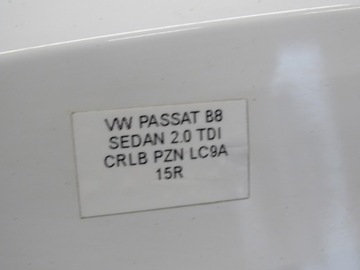 VW PASSAT B8
SEDAN 2.0 TDI
CRLB PZN LC9A
15R